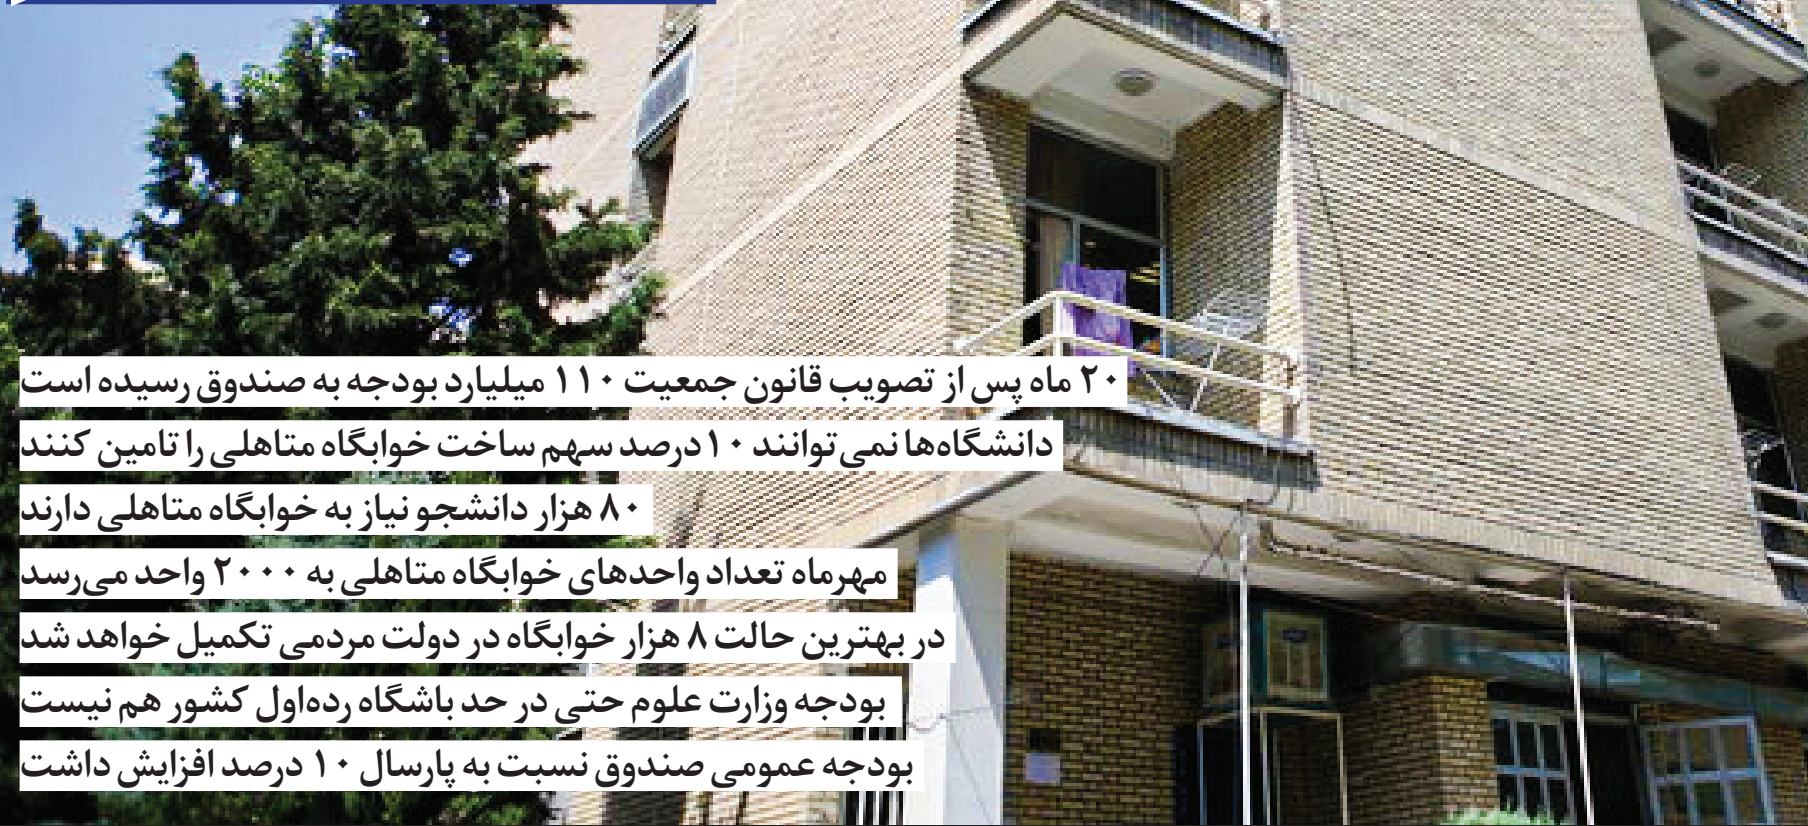 ۲۰ ماه پس از تصویب قانون جمعیت ۱۱۰ میلیارد بودجه به صندوق رسیده است
دانشگاه‌ها نمی‌توانند ۱۰ درصد سهم ساخت خوابگاه متاهلی را تامین کنند
۸۰ هزار دانشجو نیاز به خوابگاه متاهلی دارند
مهرماه تعداد واحدهای خوابگاه متاهلی به ۲۰۰۰ واحد می‌رسد
در بهترین حالت ۸ هزار خوابگاه در دولت مردمی تکمیل خواهد شد
بودجه وزارت علوم حتی در حد باشگاه رده‌اول کشور هم نیست
بودجه عمومی صندوق نسبت به پارسال ۱۰ درصد افزایش داشت